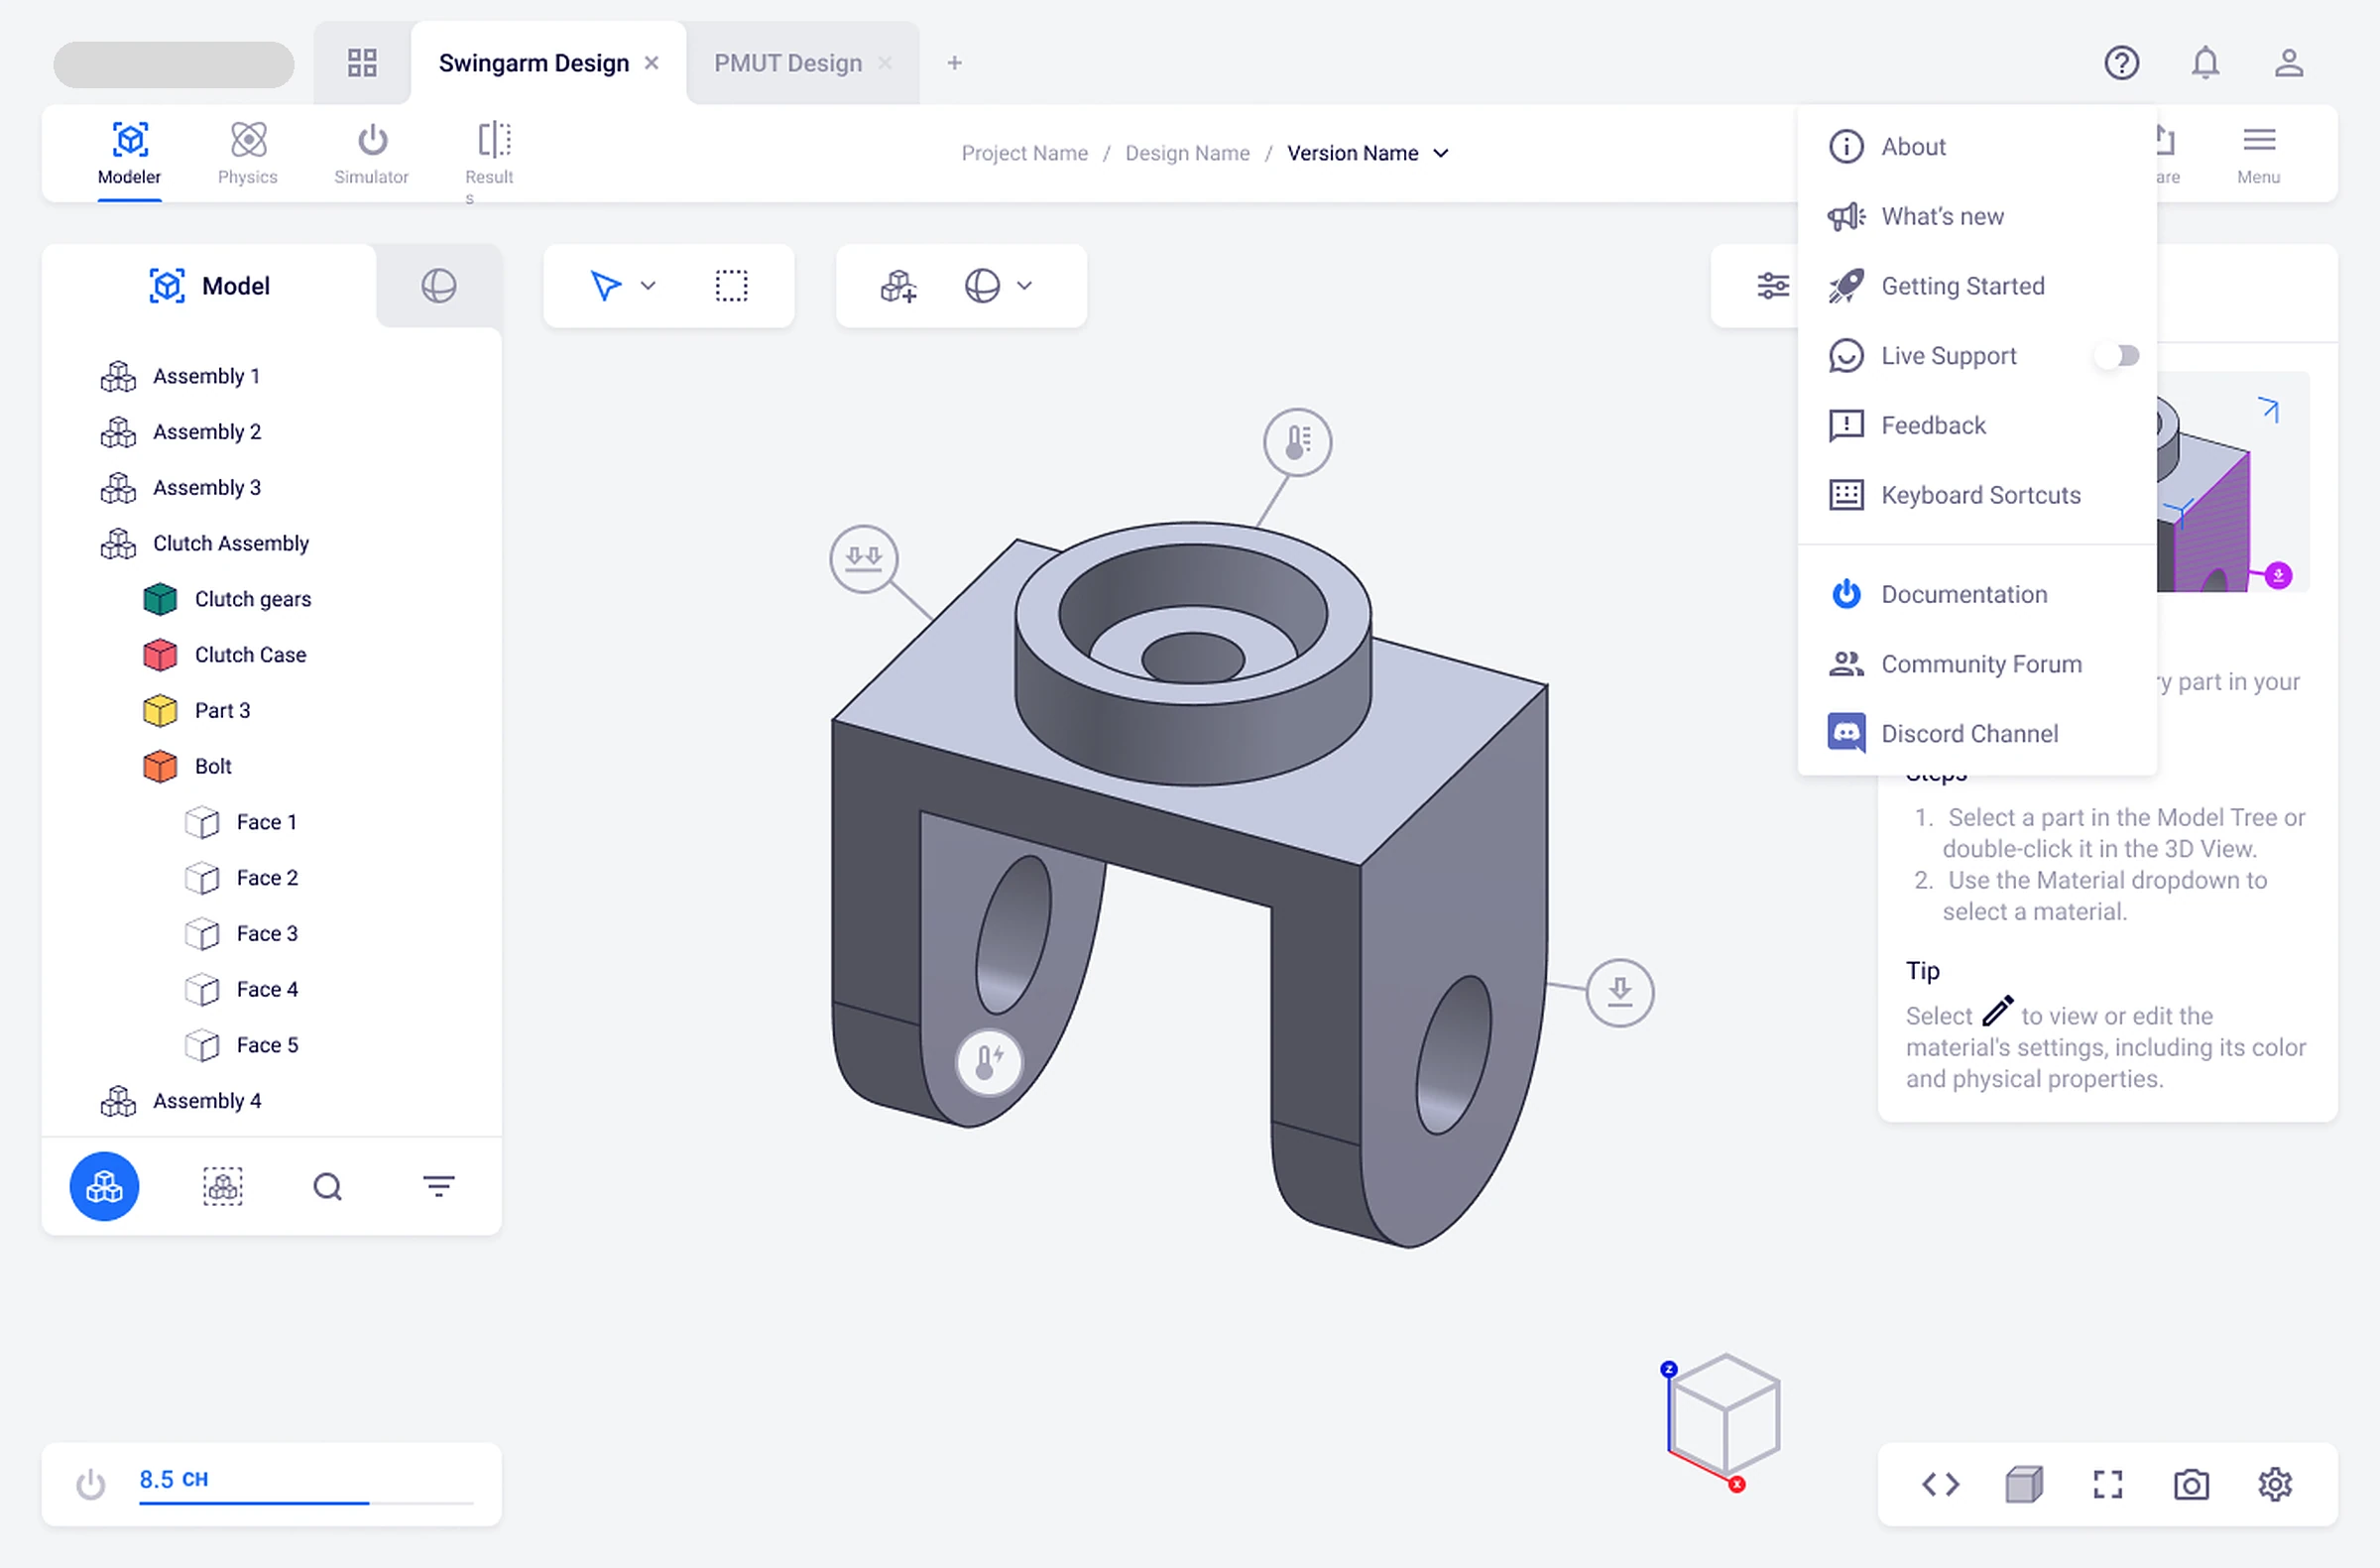 Swingarm Design
PMUT Design
Modeler
Physics
Simulator
Result
s
Project Name / Design Name / Version Name
are
Menu
About
What's new
Getting Started
Live Support
Feedback
Keyboard Sortcuts
Documentation
Community Forum
Discord Channel
Model
Assembly 1
Assembly 2
Assembly 3
Clutch Assembly
Clutch gears
Clutch Case
Part 3
Bolt
Face 1
Face 2
Face 3
Face 4
Face 5
Assembly 4
8.5 CH
Z
X
ry part in your
Steps
1. Select a part in the Model Tree or
double-click it in the 3D View.
2. Use the Material dropdown to
select a material.
Tip
Select to view or edit the
material's settings, including its color
and physical properties.